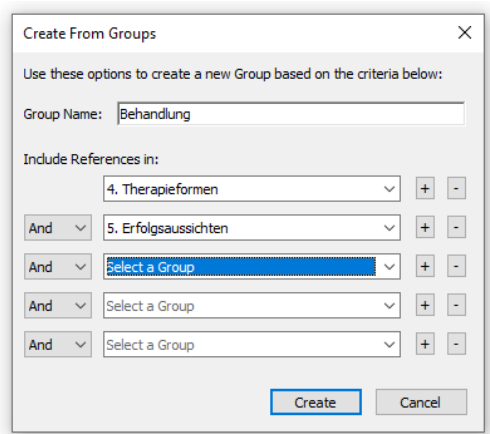 Create From Groups
Use these options to create a new Group based on the criteria below:
Group Name: Behandlung
Include References in:
4. Therapieformen + -
And 5. Erfolgsaussichten + -
And Select a Group + -
And Select a Group + -
And Select a Group + -
Create Cancel